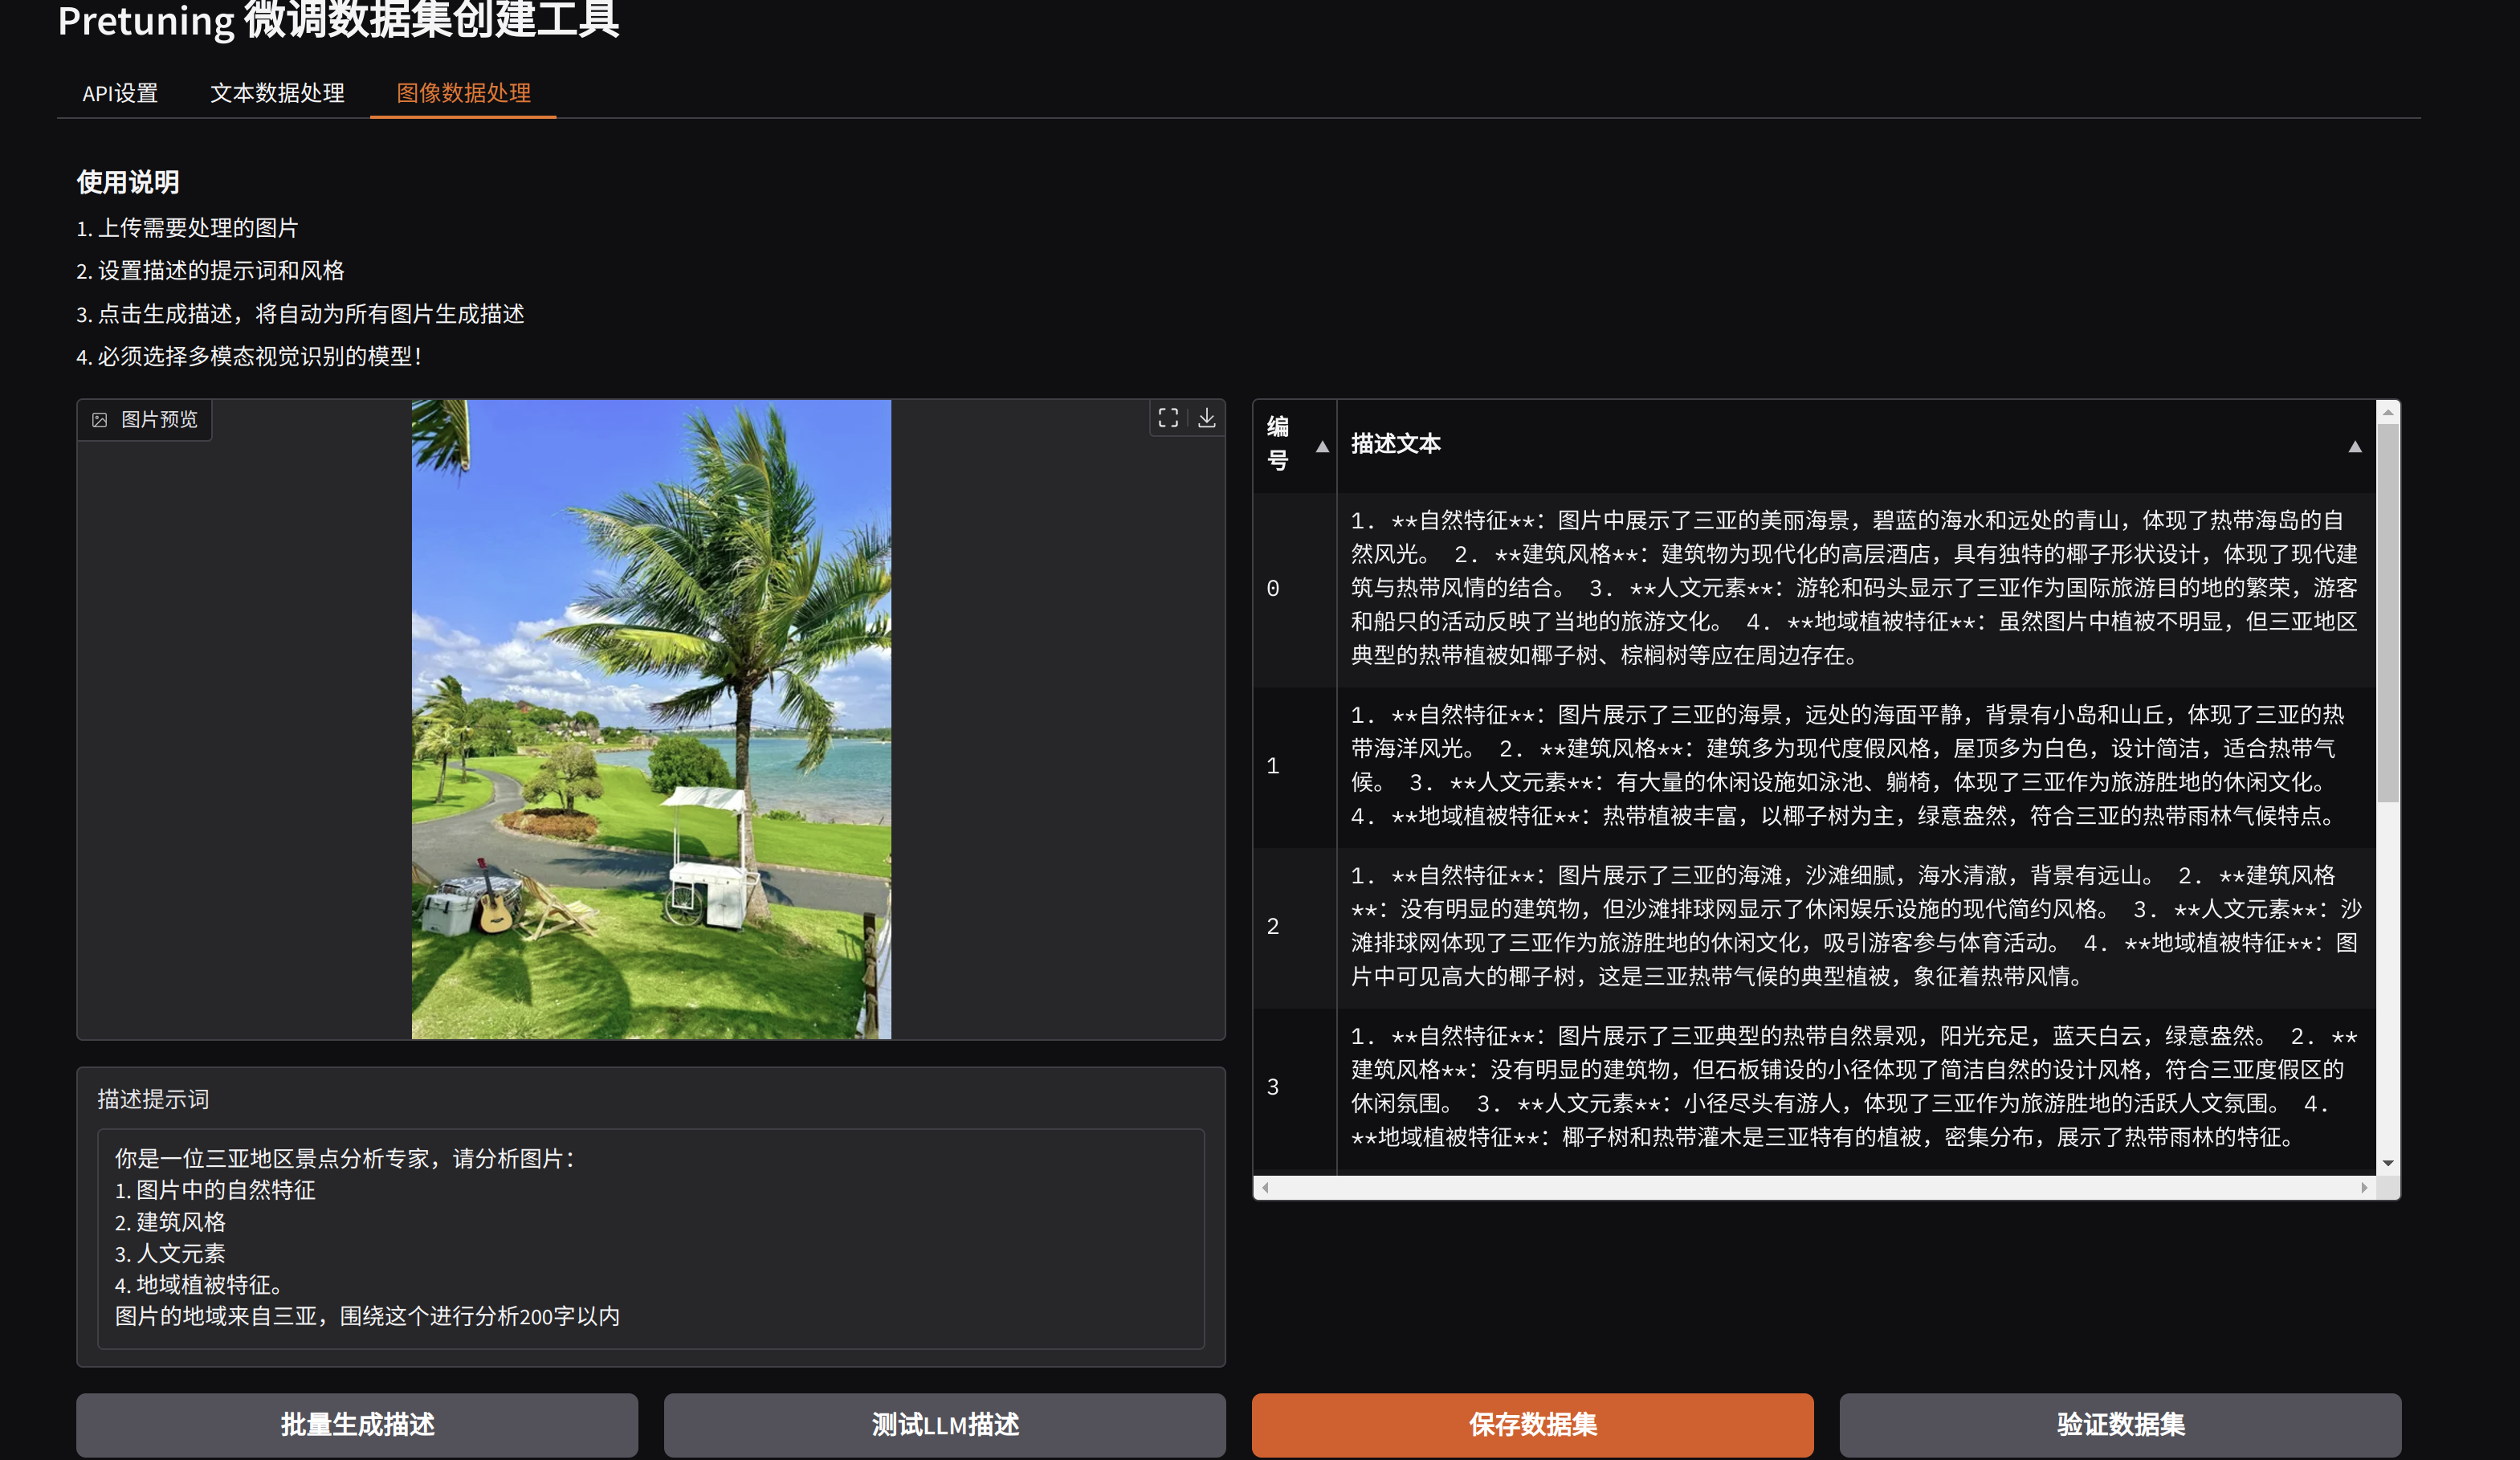 Pretuning 微调数据集创建工具
API设置
文本数据处理
图像数据处理
使用说明
1. 上传需要处理的图片
2. 设置描述的提示词和风格
3. 点击生成描述，将自动为所有图片生成描述
4. 必须选择多模态视觉识别的模型！
图片预览
描述提示词
你是一位三亚地区景点分析专家，请分析图片：
1. 图片中的自然特征
2. 建筑风格
3. 人文元素
4. 地域植被特征。
图片的地域来自三亚，围绕这个进行分析200字以内
编
号
描述文本
0
1. **自然特征**：图片中展示了三亚的美丽海景，碧蓝的海水和远处的青山，体现了热带海岛的自
然风光。 2. **建筑风格**：建筑物为现代化的高层酒店，具有独特的椰子形状设计，体现了现代建
筑与热带风情的结合。 3. **人文元素**：游轮和码头显示了三亚作为国际旅游目的地的繁荣，游客
和船只的活动反映了当地的旅游文化。 4. **地域植被特征**：虽然图片中植被不明显，但三亚地区
典型的热带植被如椰子树、棕榈树等应在周边存在。
1
1. **自然特征**：图片展示了三亚的海景，远处的海面平静，背景有小岛和山丘，体现了三亚的热
带海洋风光。 2. **建筑风格**：建筑多为现代度假风格，屋顶多为白色，设计简洁，适合热带气
候。 3. **人文元素**：有大量的休闲设施如泳池、躺椅，体现了三亚作为旅游胜地的休闲文化。
4. **地域植被特征**：热带植被丰富，以椰子树为主，绿意盎然，符合三亚的热带雨林气候特点。
2
1. **自然特征**：图片展示了三亚的海滩，沙滩细腻，海水清澈，背景有远山。 2. **建筑风格
**：没有明显的建筑物，但沙滩排球网显示了休闲娱乐设施的现代简约风格。 3. **人文元素**：沙
滩排球网体现了三亚作为旅游胜地的休闲文化，吸引游客参与体育活动。 4. **地域植被特征**：图
片中可见高大的椰子树，这是三亚热带气候的典型植被，象征着热带风情。
3
1. **自然特征**：图片展示了三亚典型的热带自然景观，阳光充足，蓝天白云，绿意盎然。 2. **
建筑风格**：没有明显的建筑物，但石板铺设的小径体现了简洁自然的设计风格，符合三亚度假区的
休闲氛围。 3. **人文元素**：小径尽头有游人，体现了三亚作为旅游胜地的活跃人文氛围。 4.
**地域植被特征**：椰子树和热带灌木是三亚特有的植被，密集分布，展示了热带雨林的特征。
批量生成描述
测试LLM描述
保存数据集
验证数据集